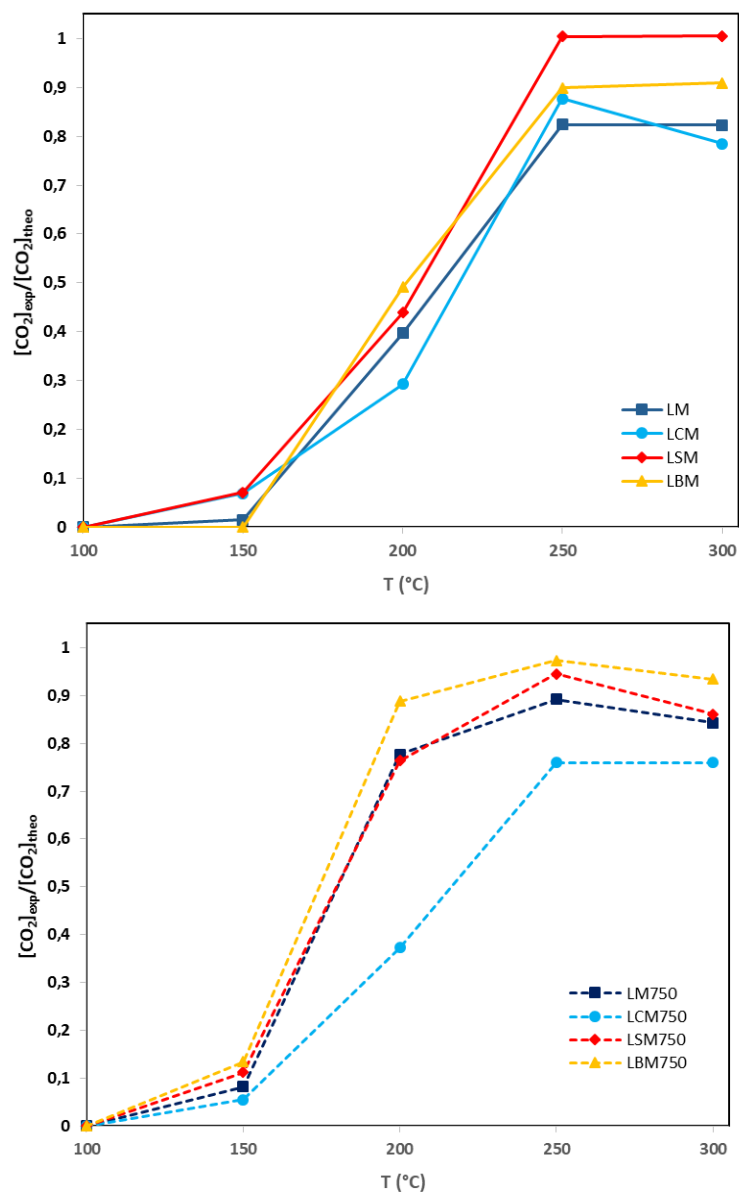 1
0,9
0,8
0,7
0,6
0,5
0,4
0,3
0,2
0,1
0
[CO2]exp/[CO2]theo
LM
LCM
LSM
LBM
100 150 200 250 300
T (°C)
1
0,9
0,8
0,7
0,6
0,5
0,4
0,3
0,2
0,1
0
[CO2]exp/[CO2]theo
LM750
LCM750
LSM750
LBM750
100 150 200 250 300
T (°C)